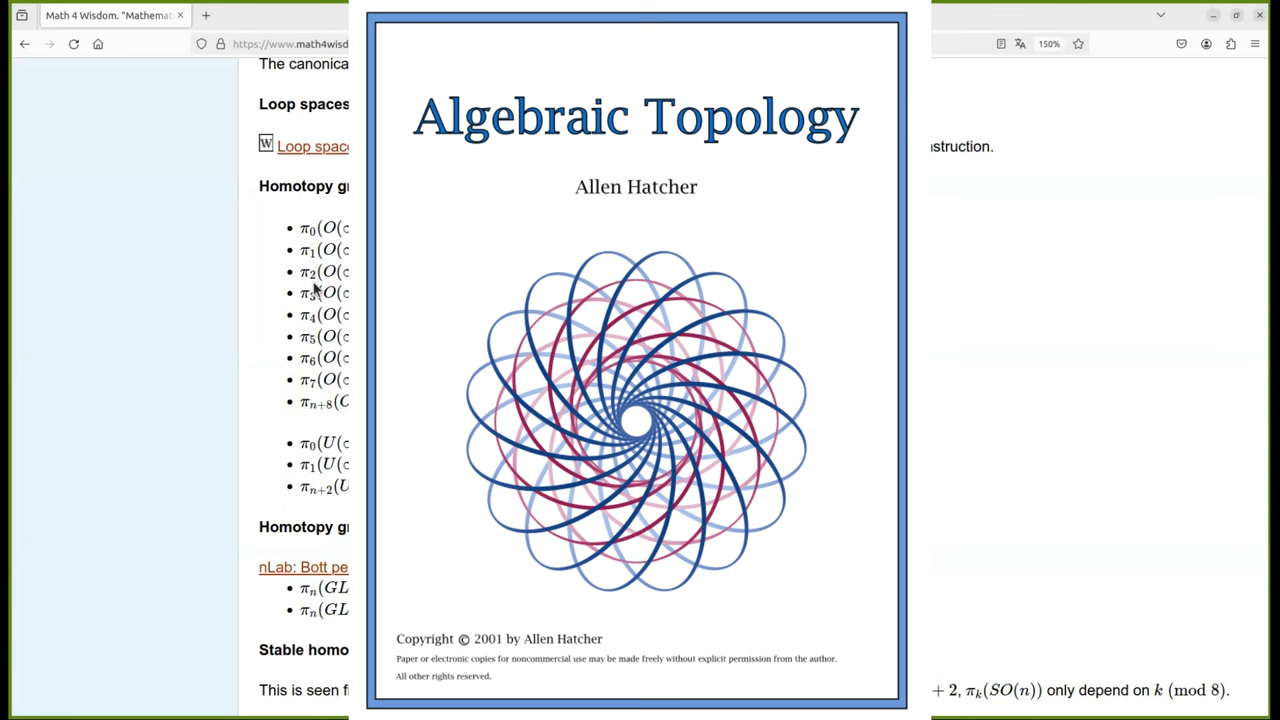 Math 4 Wisdom. "Mathemat
https://www.math4wisd
150%
The canonica
Loop spaces
W Loop space
nstruction.
Homotopy gr
• π₀(O(
• π₁(O(
• π₂(O(
• π₃(O(
• π₄(O(
• π₅(O(
• π₆(O(
• π₇(O(
• πₙ₊₈(
• π₀(U(
• π₁(U(
• πₙ₊₂(U
Homotopy gr
nLab: Bott pe
• πₙ(GL
• πₙ(GL
Stable homo
This is seen f
+ 2, πₖ(SO(n)) only depend on k (mod 8).
Algebraic Topology
Allen Hatcher
Copyright © 2001 by Allen Hatcher
Paper or electronic copies for noncommercial use may be made freely without explicit permission from the author.
All other rights reserved.